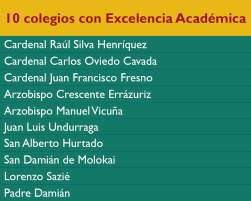 10 colegios con Excelencia Académica
Cardenal Raúl Silva Henríquez
Cardenal Carlos Oviedo Cavada
Cardenal Juan Francisco Fresno
Arzobispo Crescente Errázuriz
Arzobispo Manuel Vicuña
Juan Luis Undurraga
San Alberto Hurtado
San Damián de Molokai
Lorenzo Sazié
Padre Damián